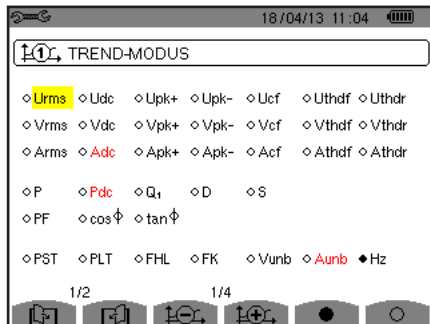 18/04/13 11:04
1 TREND-MODUS
Urms Udc Upk+ Upk- Ucf Uthdf Uthdr
Vrms Vdc Vpk+ Vpk- Vcf Vthdf Vthdr
Arms Adc Apk+ Apk- Acf Athdf Athdr
P Pdc Q₁ D S
PF cosΦ tanΦ
PST PLT FHL FK Vunb Aunb Hz
1/2 1/4